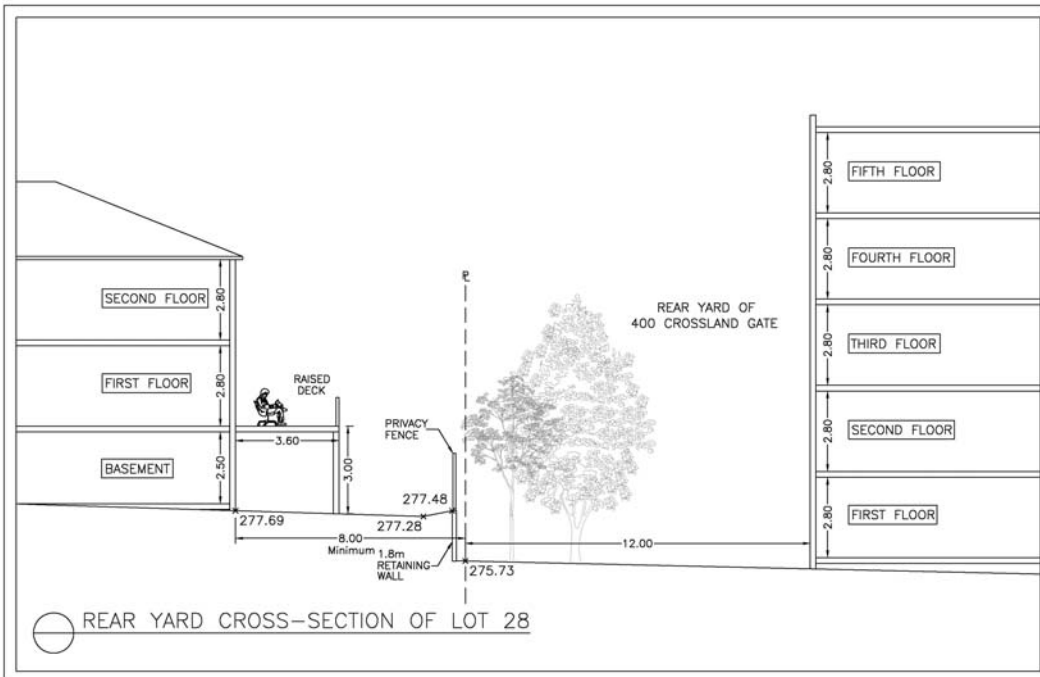 FIFTH FLOOR
2.80
FOURTH FLOOR
2.80
THIRD FLOOR
2.80
SECOND FLOOR
2.80
FIRST FLOOR
2.80
REAR YARD OF
400 CROSSLAND GATE
SECOND FLOOR
2.80
FIRST FLOOR
2.80
BASEMENT
2.50
RAISED
DECK
3.60
3.00
PRIVACY
FENCE
277.48
277.69
277.28
8.00
Minimum
1.8m
RETAINING
WALL
12.00
275.73
REAR YARD CROSS-SECTION OF LOT 28